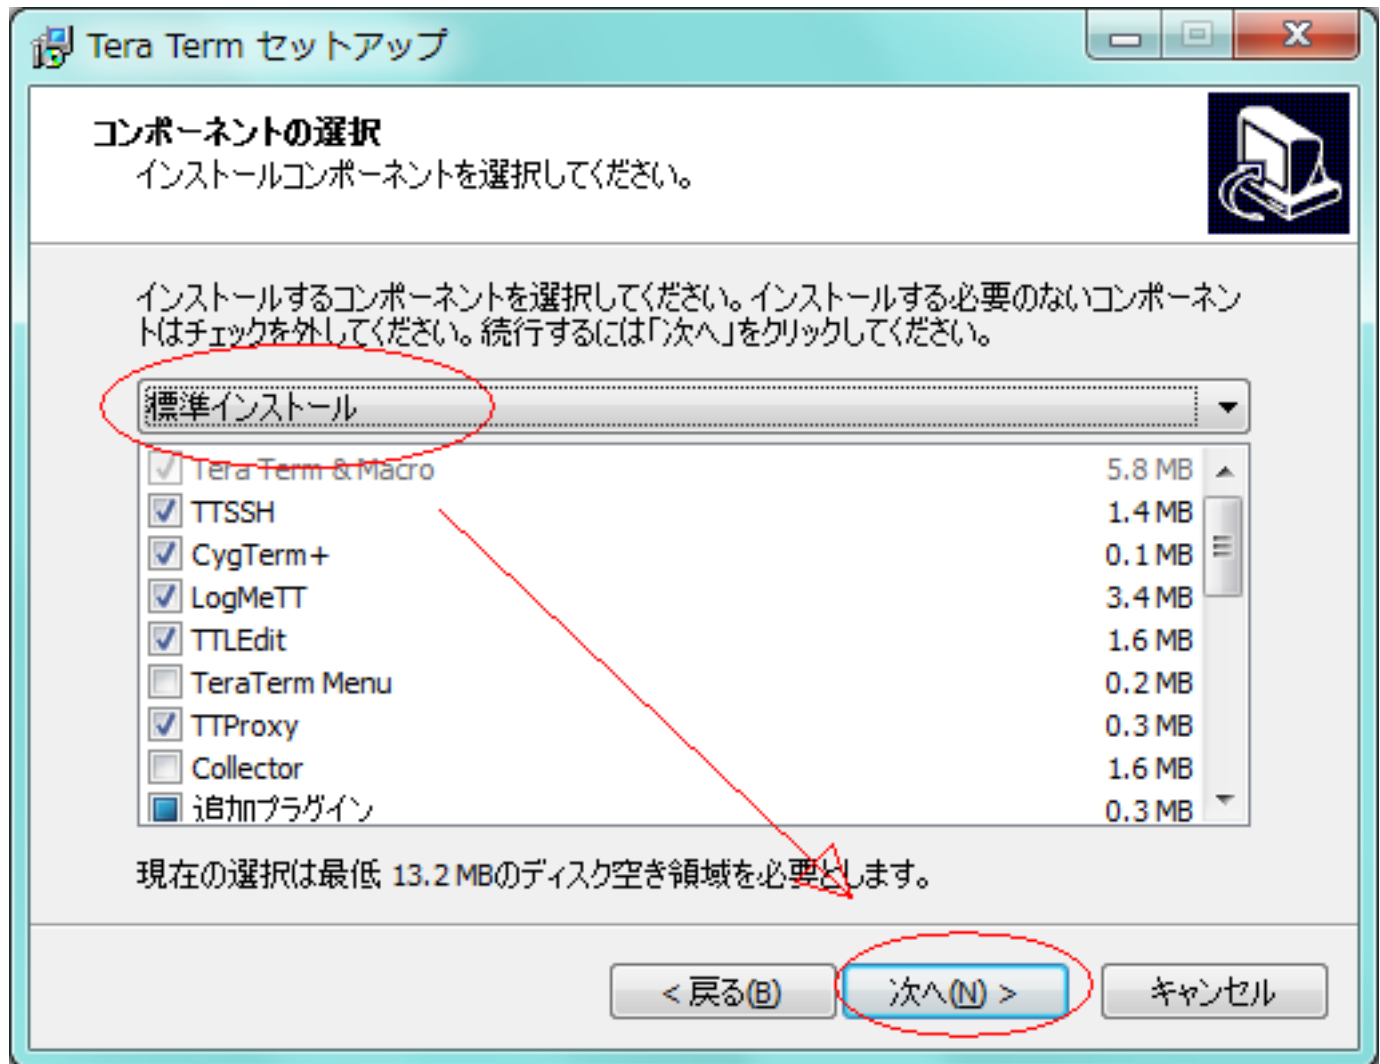 Tera Term セットアップ
コンポーネントの選択
インストールコンポーネントを選択してください。
インストールするコンポーネントを選択してください。インストールする必要のないコンポーネン
トはチェックを外してください。続行するには「次へ」をクリックしてください。
標準インストール
Tera Term & Macro 5.8 MB
TTSSH 1.4 MB
CygTerm+ 0.1 MB
LogMeTT 3.4 MB
TTLEdit 1.6 MB
TeraTerm Menu 0.2 MB
TTProxy 0.3 MB
Collector 1.6 MB
追加プラグイン 0.3 MB
現在の選択は最低 13.2 MBのディスク空き領域を必要とします。
< 戻る(B) 次へ(N) > キャンセル